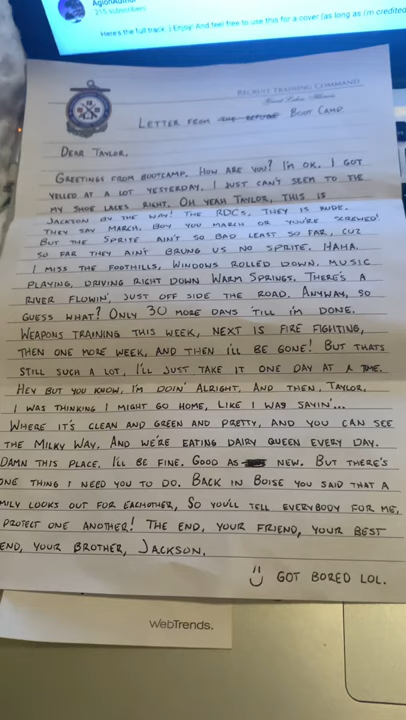 AgionAuthor
215 subscribers
Here's the full track. :) Enjoy! And feel free to use this for a cover (as long as i'm credited
RECRUIT TRAINING COMMAND
Great Lakes, Illinois
LETTER FROM THE REFUGE BOOT CAMP
DEAR TAYLOR,
GREETINGS FROM BOOTCAMP. HOW ARE YOU? I'M OK. I GOT
YELLED AT A LOT YESTERDAY. I JUST CAN'T SEEM TO TIE
MY SHOE LACES RIGHT. OH YEAH TAYLOR, THIS IS
JACKSON BY THE WAY! THE RDCS, THEY IS RUDE.
THEY SAY MARCH, BOY YOU MARCH OR YOU'RE SCREWED!
BUT THE SPRITE AIN'T SO BAD LEAST SO FAR, CUZ
SO FAR THEY AIN'T BRUNG US NO SPRITE. HAHA.
I MISS THE FOOTHILLS, WINDOWS ROLLED DOWN. MUSIC
PLAYING, DRIVING RIGHT DOWN WARM SPRINGS. THERE'S A
RIVER FLOWIN', JUST OFF SIDE THE ROAD. ANYWAY, SO
GUESS WHAT? ONLY 30 MORE DAYS 'TILL I'M DONE.
WEAPONS TRAINING THIS WEEK, NEXT IS FIRE FIGHTING,
THEN ONE MORE WEEK, AND THEN I'LL BE GONE! BUT THATS
STILL SUCH A LOT, I'LL JUST TAKE IT ONE DAY AT A TIME.
HEY BUT YOU KNOW, I'M DOIN' ALRIGHT. AND THEN, TAYLOR,
I WAS THINKING I MIGHT GO HOME, LIKE I WAS SAYIN'...
WHERE IT'S CLEAN AND GREEN AND PRETTY, AND YOU CAN SEE
THE MILKY WAY. AND WE'RE EATING DAIRY QUEEN EVERY DAY.
DAMN THIS PLACE, I'LL BE FINE. GOOD AS NEW. BUT THERE'S
ONE THING I NEED YOU TO DO. BACK IN BOISE YOU SAID THAT A
MILY LOOKS OUT FOR EACHOTHER, SO YOU'LL TELL EVERYBODY FOR ME,
PROTECT ONE ANOTHER! THE END, YOUR FRIEND, YOUR BEST
END, YOUR BROTHER, JACKSON.
GOT BORED LOL.
WebTrends.